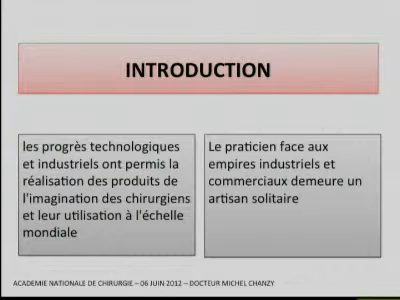 INTRODUCTION
les progrès technologiques
et industriels ont permis la
réalisation des produits de
l'imagination des chirurgiens
et leur utilisation à l'échelle
mondiale
Le praticien face aux
empires industriels et
commerciaux demeure un
artisan solitaire
ACADEMIE NATIONALE DE CHIRURGIE – 06 JUIN 2012 – DOCTEUR MICHEL CHANZY